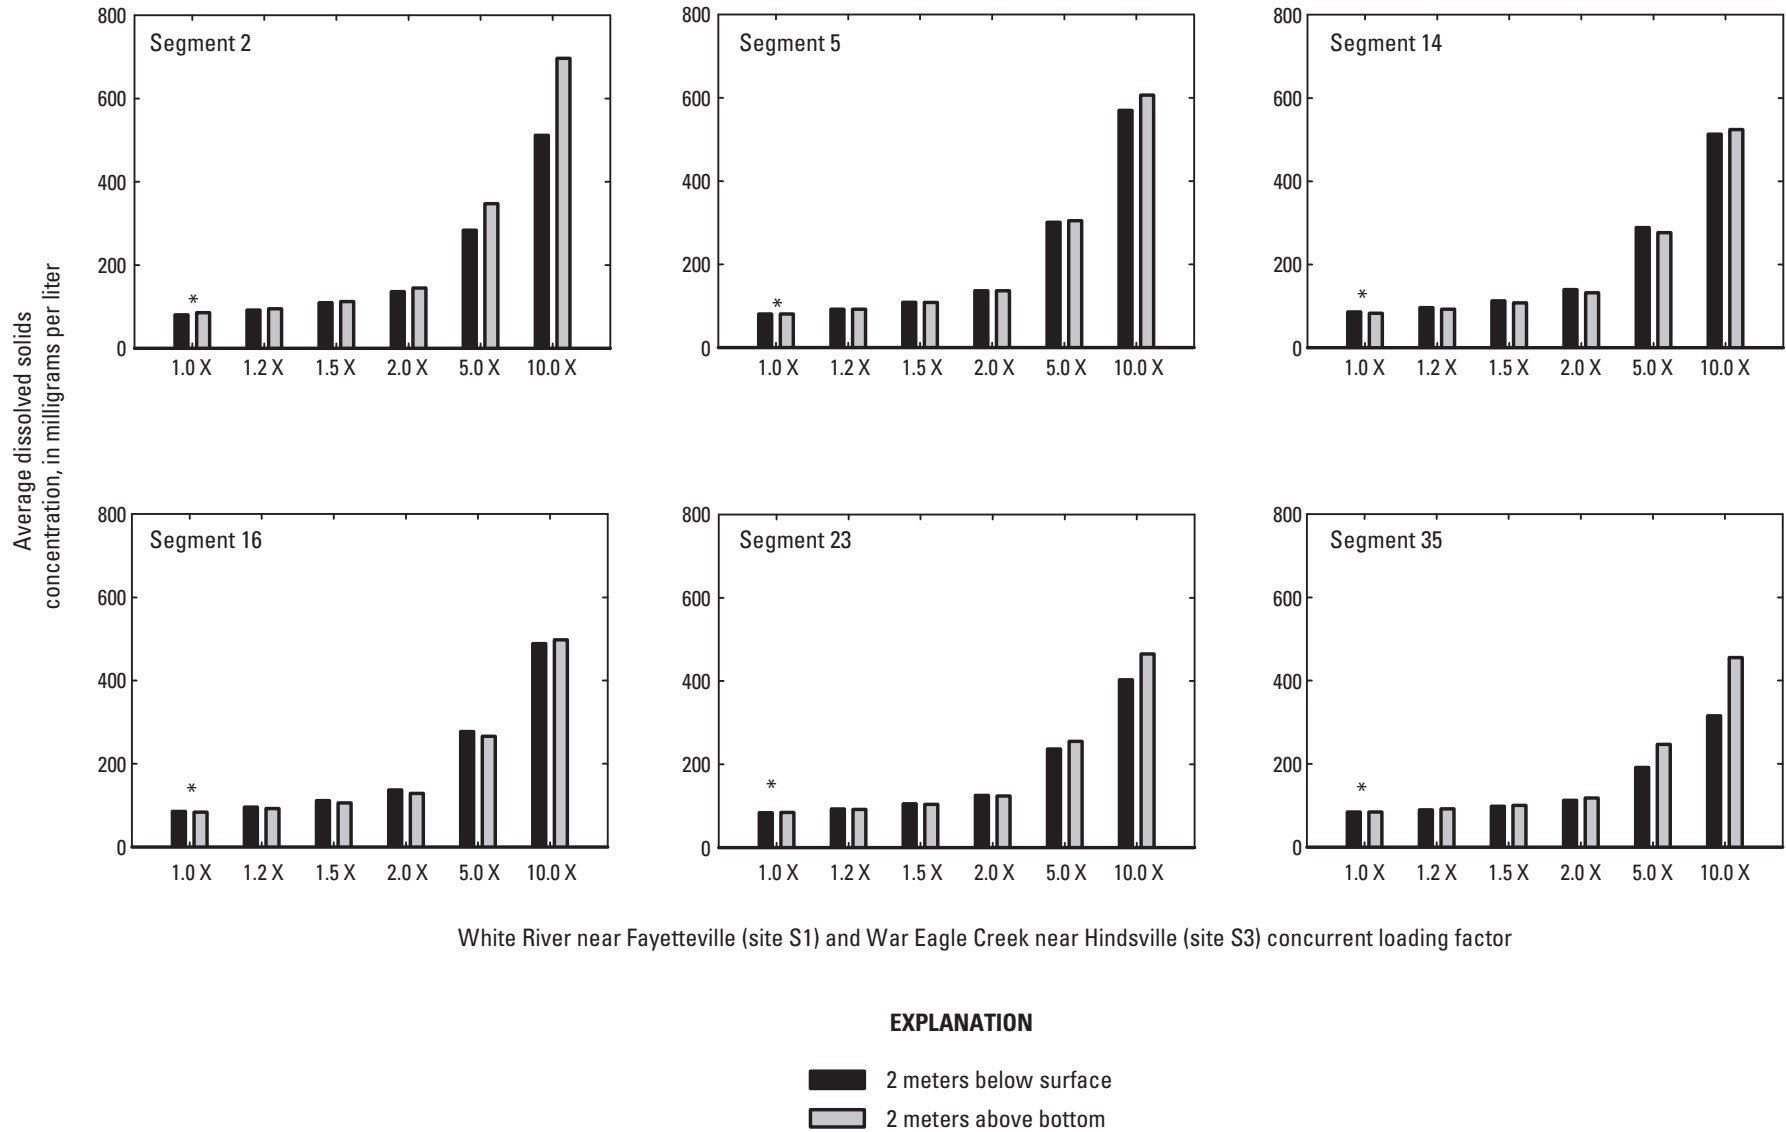 Average dissolved solids
concentration, in milligrams per liter
Segment 2
800
600
400
200
0
*
1.0 X 1.2 X 1.5 X 2.0 X 5.0 X 10.0 X
Segment 5
800
600
400
200
0
*
1.0 X 1.2 X 1.5 X 2.0 X 5.0 X 10.0 X
Segment 14
800
600
400
200
0
*
1.0 X 1.2 X 1.5 X 2.0 X 5.0 X 10.0 X
Segment 16
800
600
400
200
0
*
1.0 X 1.2 X 1.5 X 2.0 X 5.0 X 10.0 X
Segment 23
800
600
400
200
0
*
1.0 X 1.2 X 1.5 X 2.0 X 5.0 X 10.0 X
Segment 35
800
600
400
200
0
*
1.0 X 1.2 X 1.5 X 2.0 X 5.0 X 10.0 X
White River near Fayetteville (site S1) and War Eagle Creek near Hindsville (site S3) concurrent loading factor
EXPLANATION
2 meters below surface
2 meters above bottom